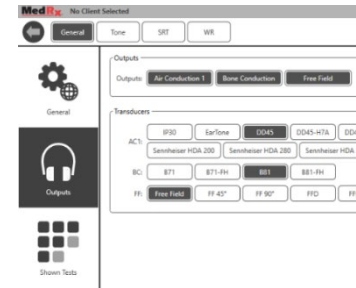 MedRx No Client Selected
General Tone SRT WR
Outputs
Outputs: Air Conduction 1 Bone Conduction Free Field
General
Transducers
IP30 EarTone DD45 DD45-H7A
ACT:
Sennheiser HDA 200 Sennheiser HDA 280 Sennheiser HDA
BC: B71 B71-FH B81 B81-FH
Outputs
FF: Free Field FF 45° FF 90° FFD
Shown Tests